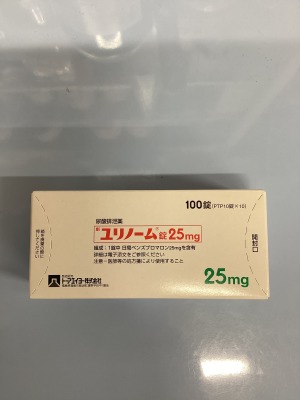 100錠(PTP10錠×10)
尿酸排泄薬
ユリノーム錠25mg
組成：1錠中 日局ベンズブロマロン25mgを含有
詳細は電子添文をご参照ください
注意－医師等の処方箋により使用すること
開封口
トーアエイヨー株式会社
25mg